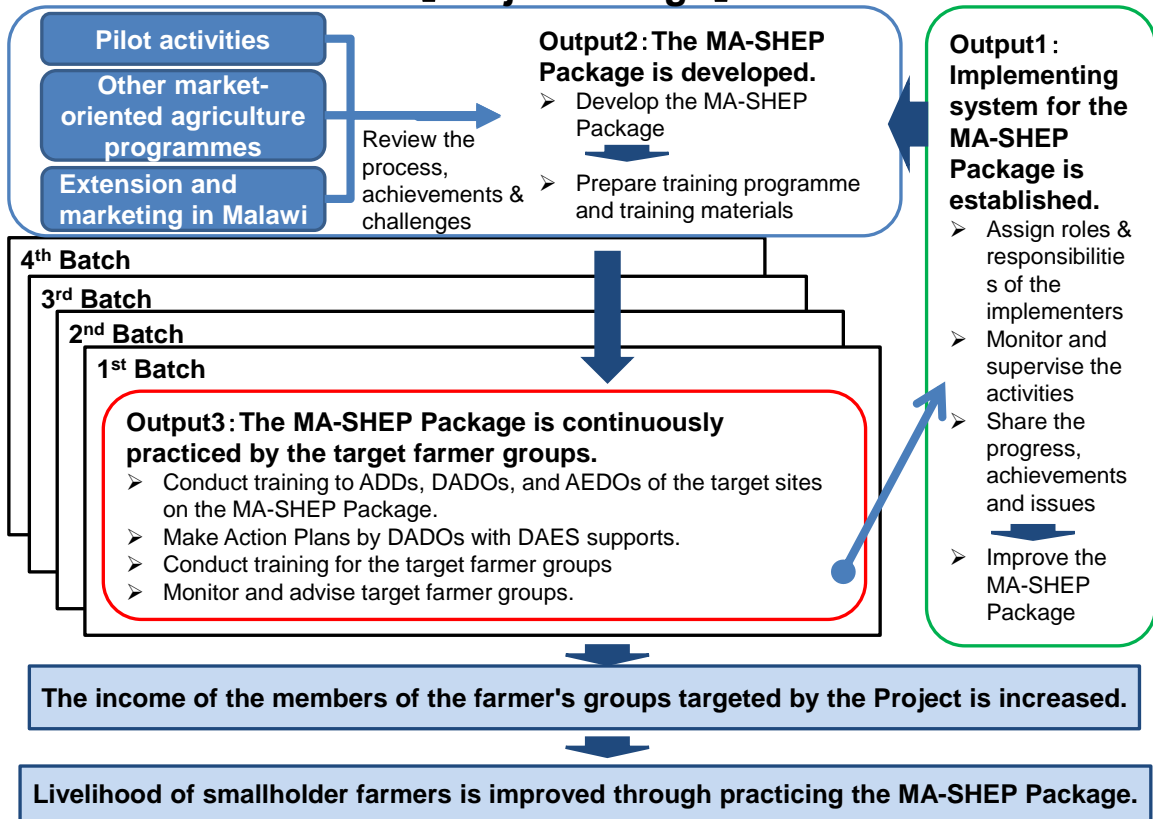 Pilot activities
Other market-
oriented agriculture
programmes
Extension and
marketing in Malawi
Review the
process,
achievements &
challenges
Output2：The MA-SHEP
Package is developed.
➢ Develop the MA-SHEP
Package
➢ Prepare training programme
and training materials
Output1：
Implementing
system for the
MA-SHEP
Package is
established.
➢ Assign roles &
responsibilitie
s of the
implementers
➢ Monitor and
supervise the
activities
➢ Share the
progress,
achievements
and issues
➢ Improve the
MA-SHEP
Package
4th Batch
3rd Batch
2nd Batch
1st Batch
Output3：The MA-SHEP Package is continuously
practiced by the target farmer groups.
➢ Conduct training to ADDs, DADOs, and AEDOs of the target sites
on the MA-SHEP Package.
➢ Make Action Plans by DADOs with DAES supports.
➢ Conduct training for the target farmer groups
➢ Monitor and advise target farmer groups.
The income of the members of the farmer's groups targeted by the Project is increased.
Livelihood of smallholder farmers is improved through practicing the MA-SHEP Package.